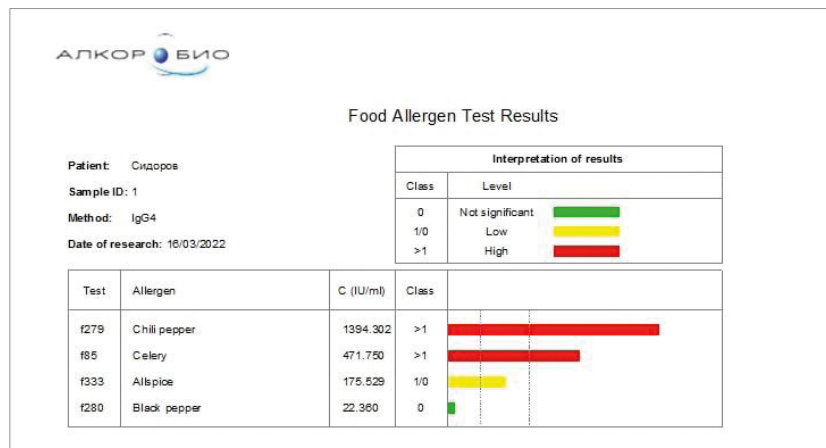 АЛКОР БИО
Food Allergen Test Results
Patient: Сидоров
Sample ID: 1
Method: IgG4
Date of research: 16/03/2022
Interpretation of results
Class Level
0 Not significant
1/0 Low
>1 High
Test Allergen C (IU/ml) Class
f279 Chili pepper 1394.302 >1
f85 Celery 471.750 >1
f333 Allspice 175.529 1/0
f280 Black pepper 22.360 0